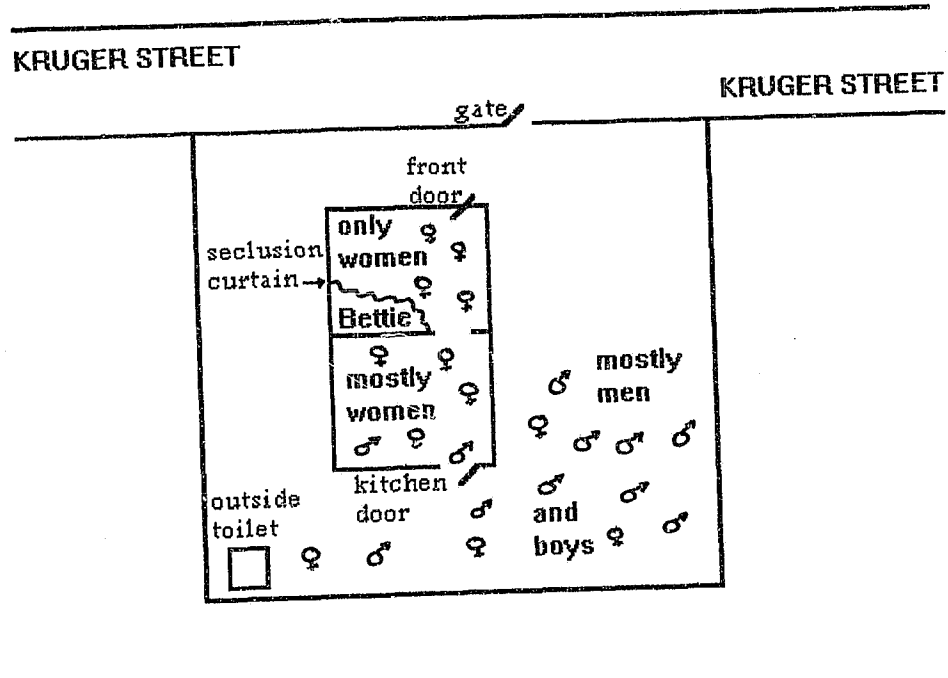 KRUGER STREET
KRUGER STREET
gate
front
door
only
women
seclusion
curtain
Bettie
mostly
women
mostly
men
kitchen
door
outside
toilet
and
boys